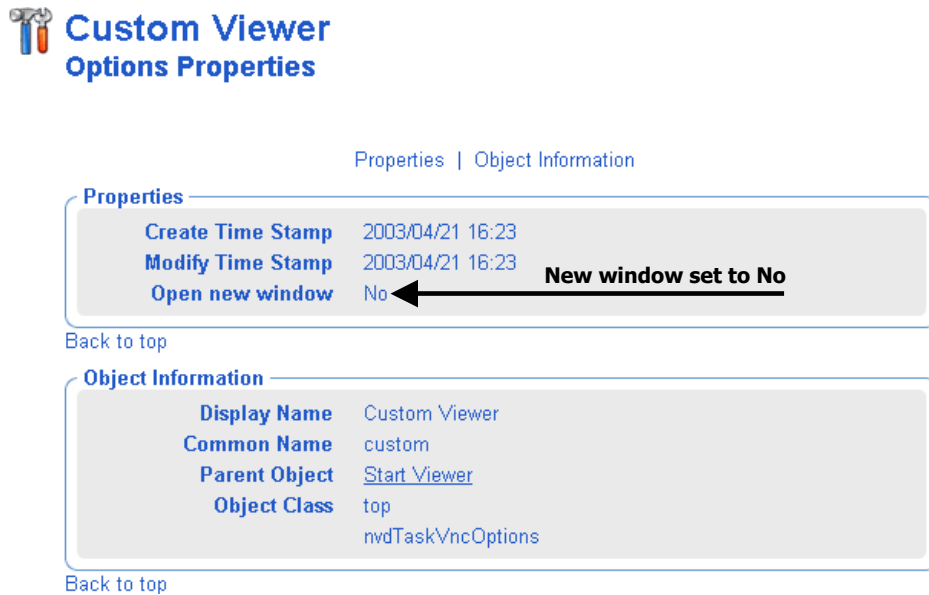 Custom Viewer
Options Properties
Properties | Object Information
Properties
Create Time Stamp 2003/04/21 16:23
Modify Time Stamp 2003/04/21 16:23
Open new window No
New window set to No
Back to top
Object Information
Display Name Custom Viewer
Common Name custom
Parent Object Start Viewer
Object Class top
nvdTaskVncOptions
Back to top